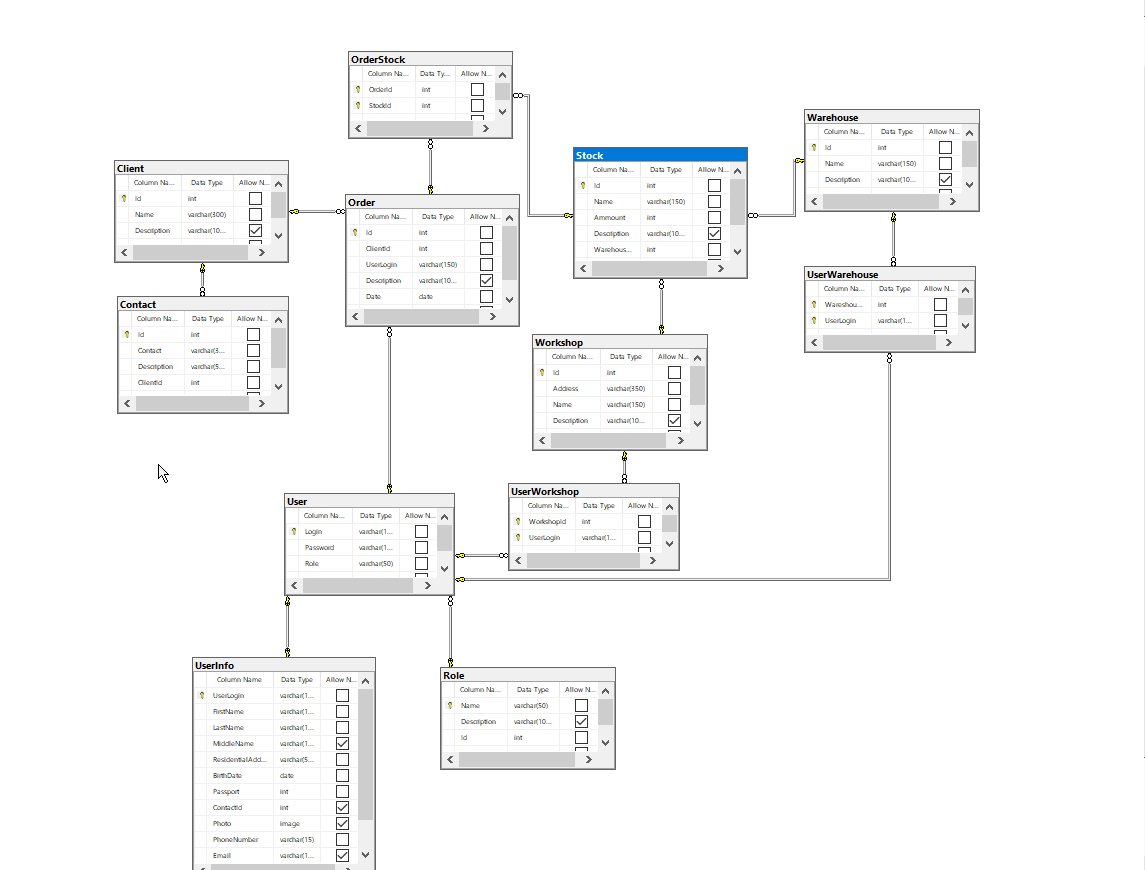 OrderStock
Column Na... Data Ty... Allow N...
OrderId int
StockId int
Warehouse
Column Na... Data Type Allow N...
Id int
Name varchar(150)
Description varchar(10...
Stock
Column Na... Data Type Allow N...
Id int
Name varchar(150)
Ammount int
Description varchar(10...
Warehous... int
Client
Column Na... Data Type Allow N...
Id int
Name varchar(300)
Description varchar(10...
Order
Column Na... Data Type Allow N...
Id int
ClientId int
UserLogin varchar(150)
Description varchar(10...
Date date
UserWarehouse
Column Na... Data Type Allow N...
Warehou... int
UserLogin varchar(1...
Contact
Column Na... Data Type Allow N...
Id int
Contact varchar(3...
Description varchar(5...
ClientId int
Workshop
Column Na... Data Type Allow N...
Id int
Address varchar(350)
Name varchar(150)
Description varchar(10...
UserWorkshop
Column Na... Data Type Allow N...
WorkshopId int
UserLogin varchar(1...
User
Column Na... Data Type Allow N...
Login varchar(1...
Password varchar(1...
Role varchar(50)
UserInfo
Column Name Data Type Allow N...
UserLogin varchar(1...
FirstName varchar(1...
LastName varchar(1...
MiddleName varchar(1...
ResidentialAdd... varchar(5...
BirthDate date
Passport int
ContactId int
Photo image
PhoneNumber varchar(15)
Email varchar(1...
Role
Column Na... Data Type Allow N...
Name varchar(50)
Description varchar(10...
Id int